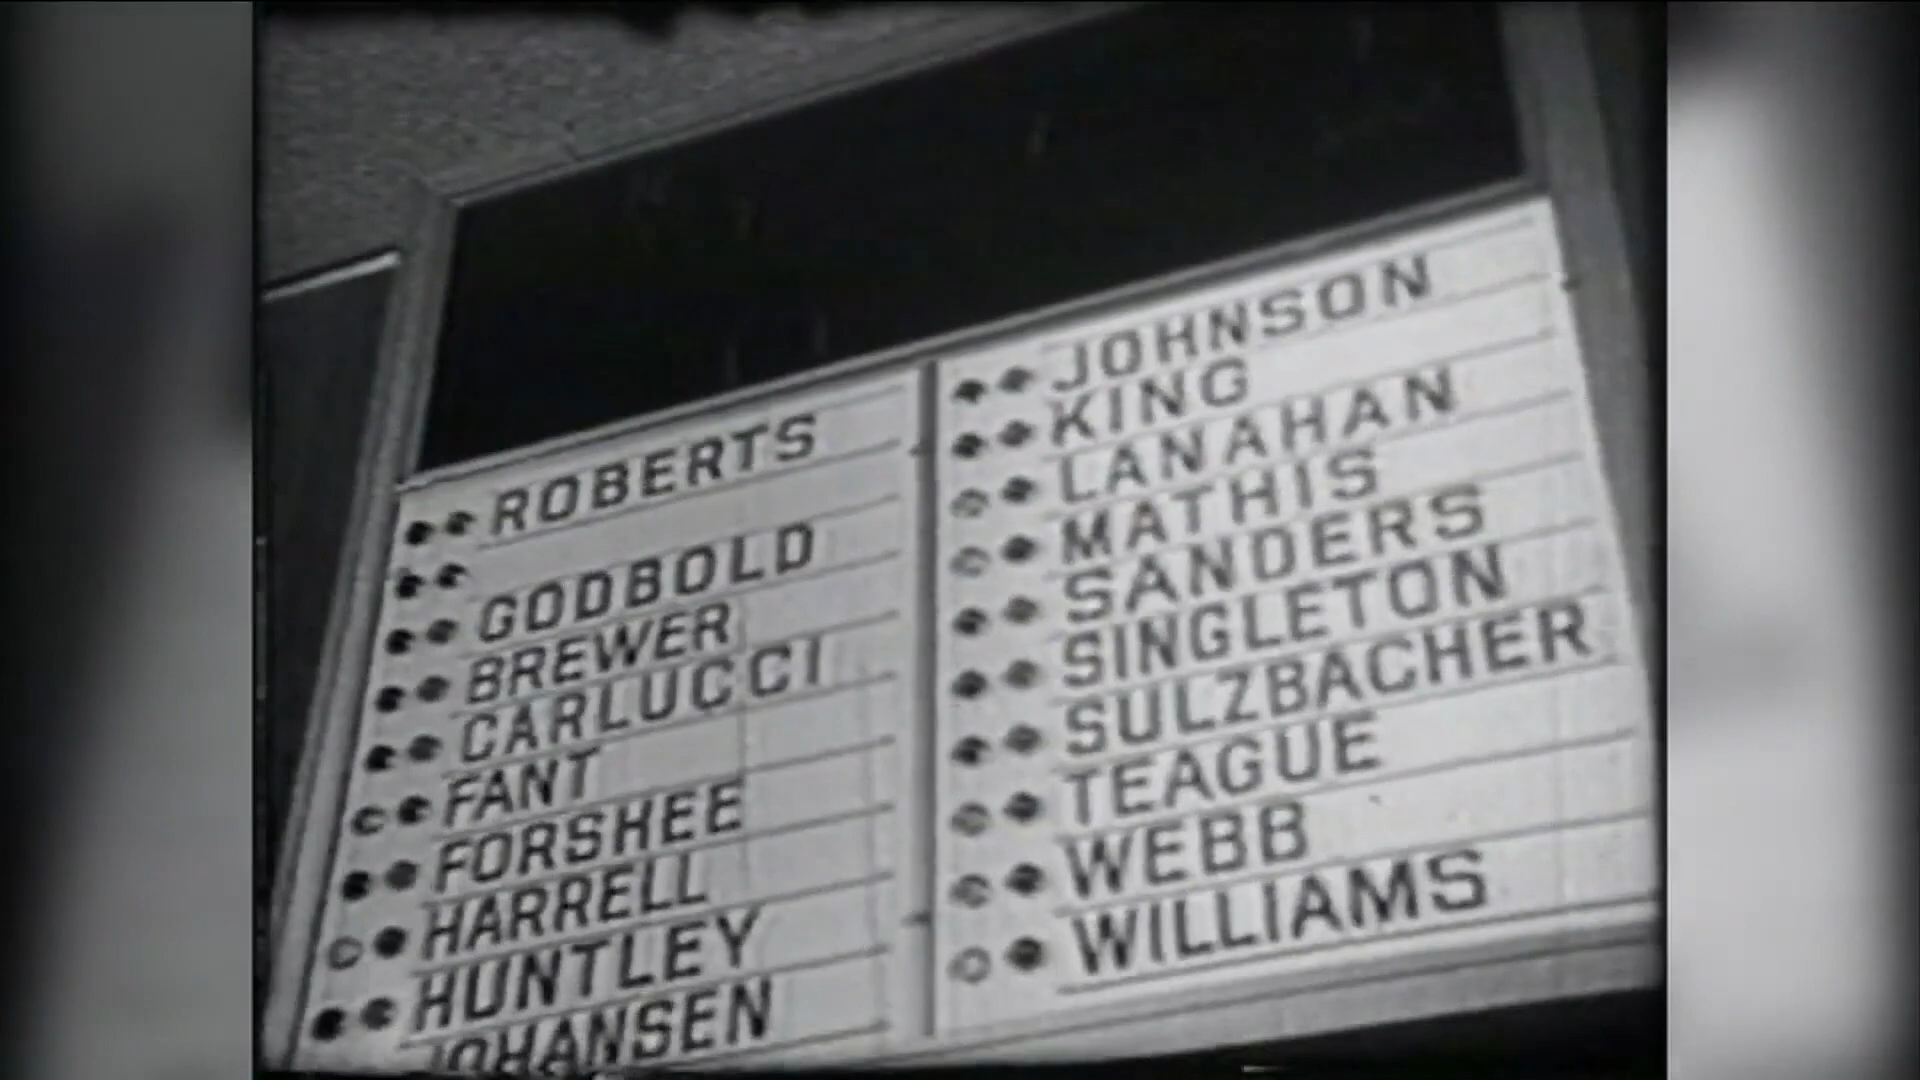 ROBERTS
GODBOLD
BREWER
CARLUCCI
FANT
FORSHEE
HARRELL
HUNTLEY
JOHANSEN
JOHNSON
KING
LANAHAN
MATHIS
SANDERS
SINGLETON
SULZBACHER
TEAGUE
WEBB
WILLIAMS